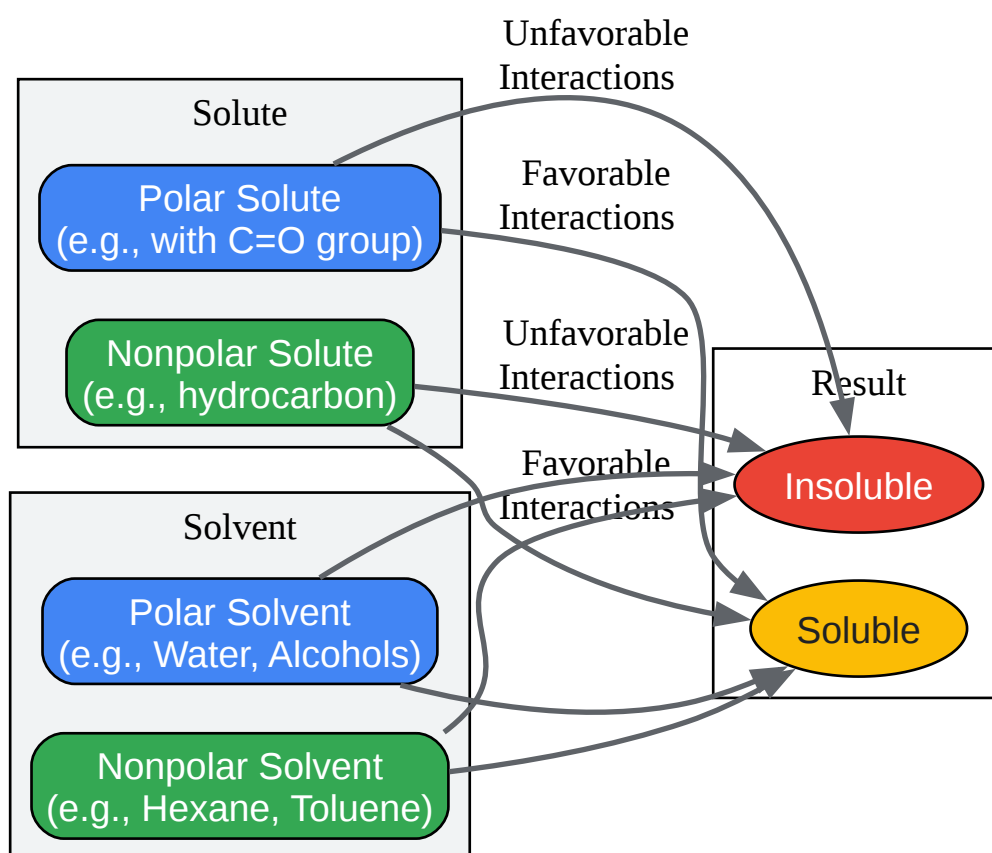 Unfavorable
Interactions
Solute
Polar Solute
(e.g., with C=O group)
Favorable
Interactions
Nonpolar Solute
(e.g., hydrocarbon)
Unfavorable
Interactions
Result
Favorable
Interactions
Insoluble
Solvent
Polar Solvent
(e.g., Water, Alcohols)
Soluble
Nonpolar Solvent
(e.g., Hexane, Toluene)